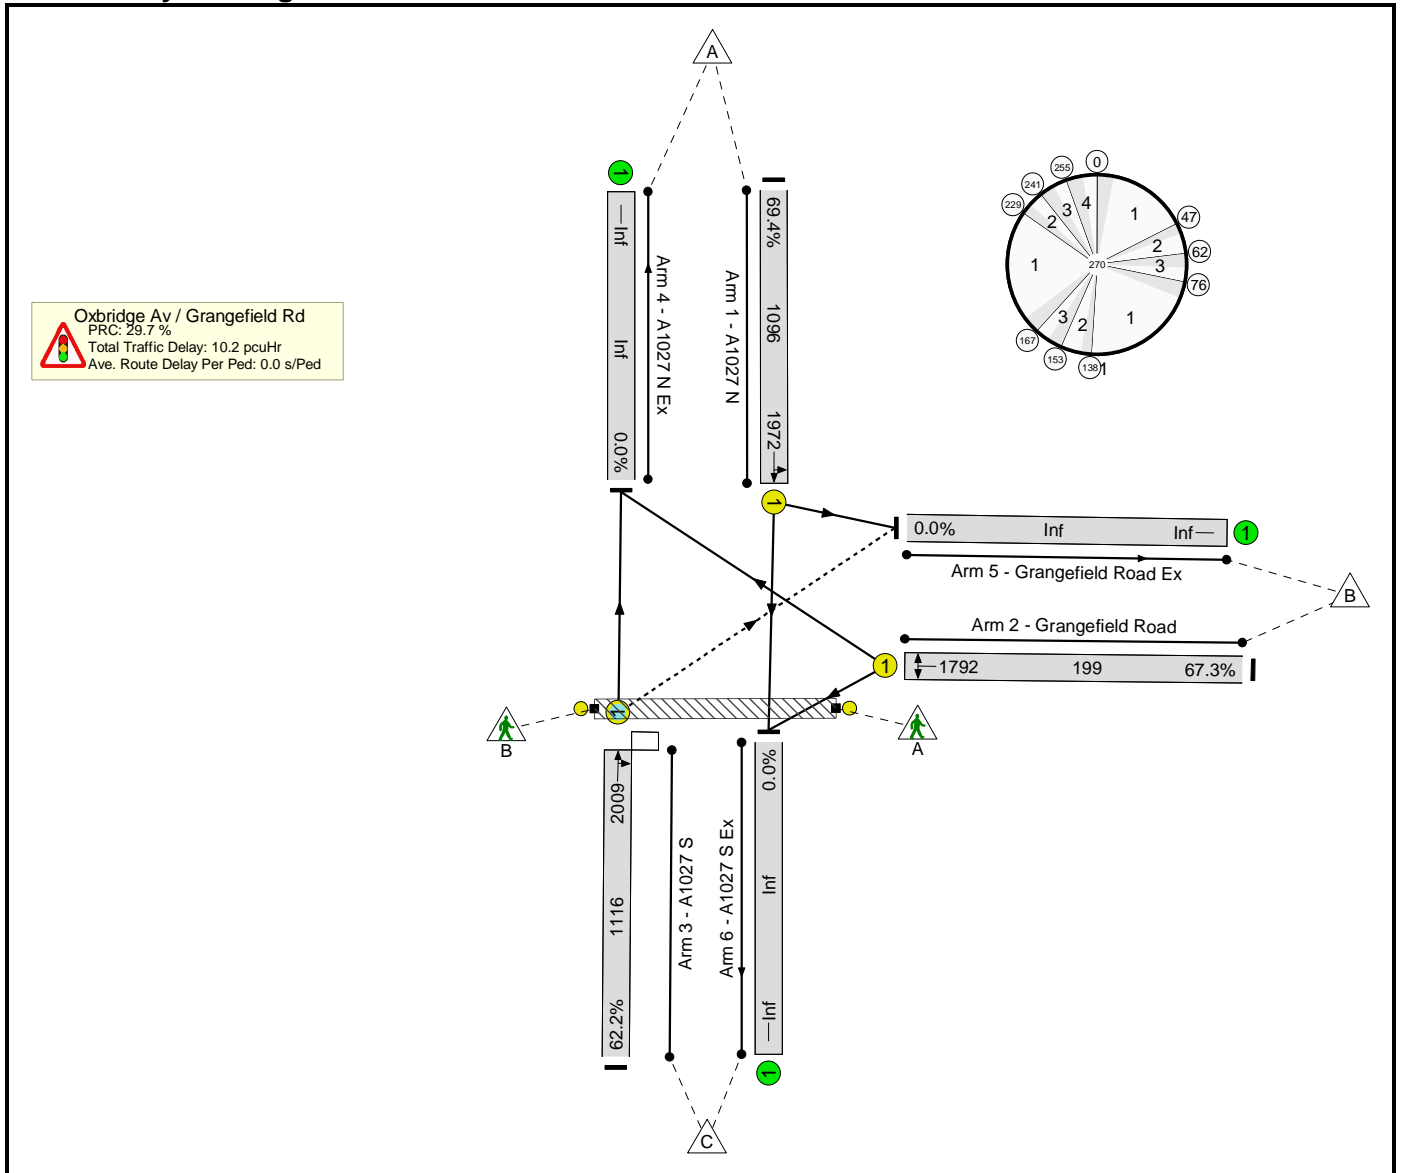 A
1
Inf
Inf
0.0%
Arm 4 - A1027 N Ex
Arm 1 - A1027 N
69.4%
1096
1972
1
0
47
62
76
1381
153
167
229
241
255
270
1
2
3
1
2
3
1
2
3
4
Oxbridge Av / Grangefield Rd
PRC: 29.7 %
Total Traffic Delay: 10.2 pcuHr
Ave. Route Delay Per Ped: 0.0 s/Ped
0.0% Inf Inf
1
Arm 5 - Grangefield Road Ex
B
Arm 2 - Grangefield Road
1
1792 199 67.3%
1
B
A
2009
1116
62.2%
Arm 3 - A1027 S
Arm 6 - A1027 S Ex
0.0%
Inf
Inf
1
C